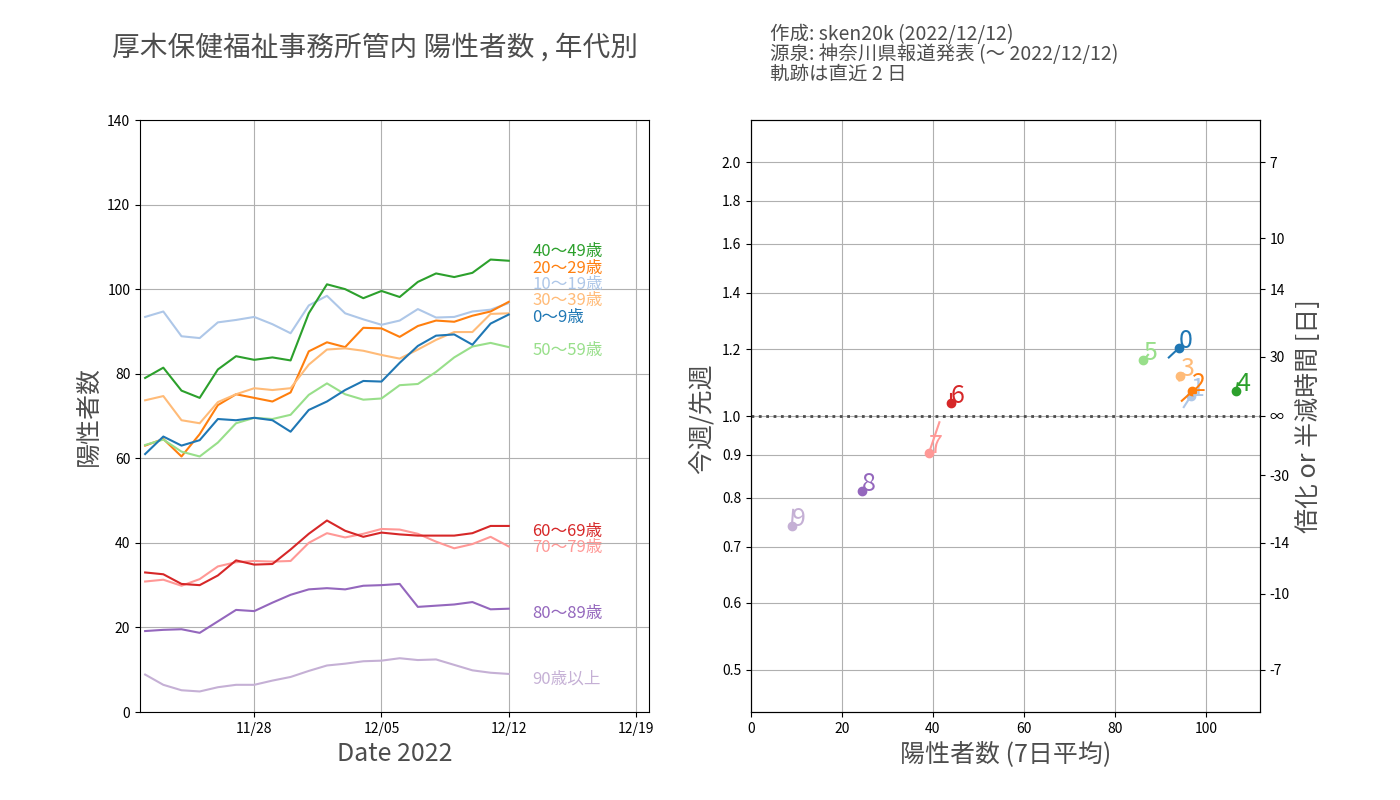 厚木保健福祉事務所管内 陽性者数 , 年代別
作成: sken20k (2022/12/12)
源泉: 神奈川県報道発表 (～ 2022/12/12)
軌跡は直近 2 日
140
120
100
80
60
40
20
0
陽性者数
40～49歳
20～29歳
10～19歳
30～39歳
0～9歳
50～59歳
60～69歳
70～79歳
80～89歳
90歳以上
11/28
12/05
12/12
12/19
Date 2022
今週/先週
2.0
1.8
1.6
1.4
1.2
1.0
0.9
0.8
0.7
0.6
0.5
0
5
3
2
1
4
6
7
8
9
7
10
14
30
∞
-30
-14
-10
-7
倍化 or 半減時間 [日]
0
20
40
60
80
100
陽性者数 (7日平均)